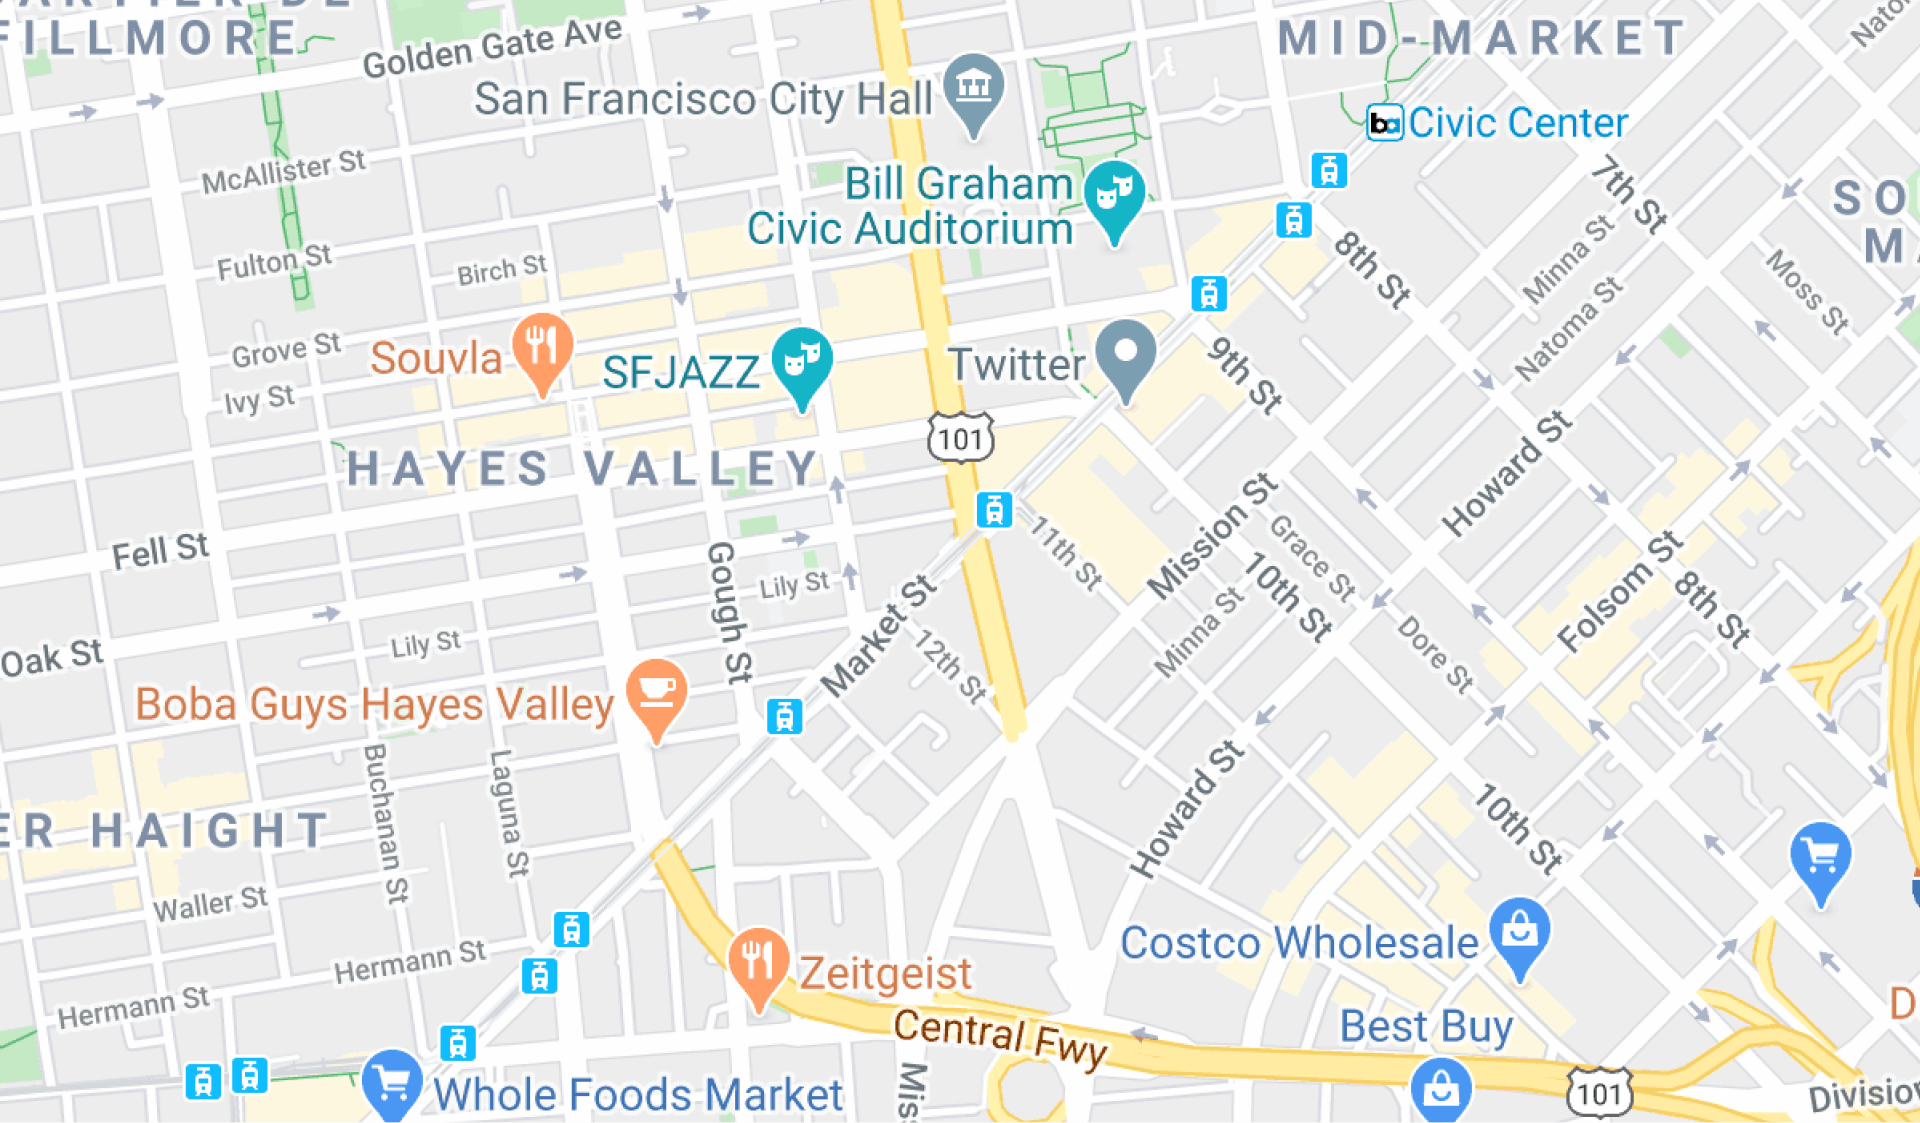 FILLMORE
Golden Gate Ave
MID-MARKET
San Francisco City Hall
ba Civic Center
McAllister St
Bill Graham
Civic Auditorium
7th St
SO
M
Fulton St
Birch St
8th St
Minna St
Moss St
Natoma St
Grove St
Souvla
SFJAZZ
Twitter
9th St
Ivy St
101
HAYES VALLEY
Howard St
Fell St
Gough St
Lily St
11th St
Mission St
Grace St
10th St
Folsom St
8th St
Oak St
Lily St
Market St
12th St
Minna St
Dore St
Boba Guys Hayes Valley
Buchanan St
Laguna St
Howard St
10th St
ER HAIGHT
Waller St
Hermann St
Costco Wholesale
Zeitgeist
Hermann St
Central Fwy
Best Buy
D
Whole Foods Market
Mis
101
Division